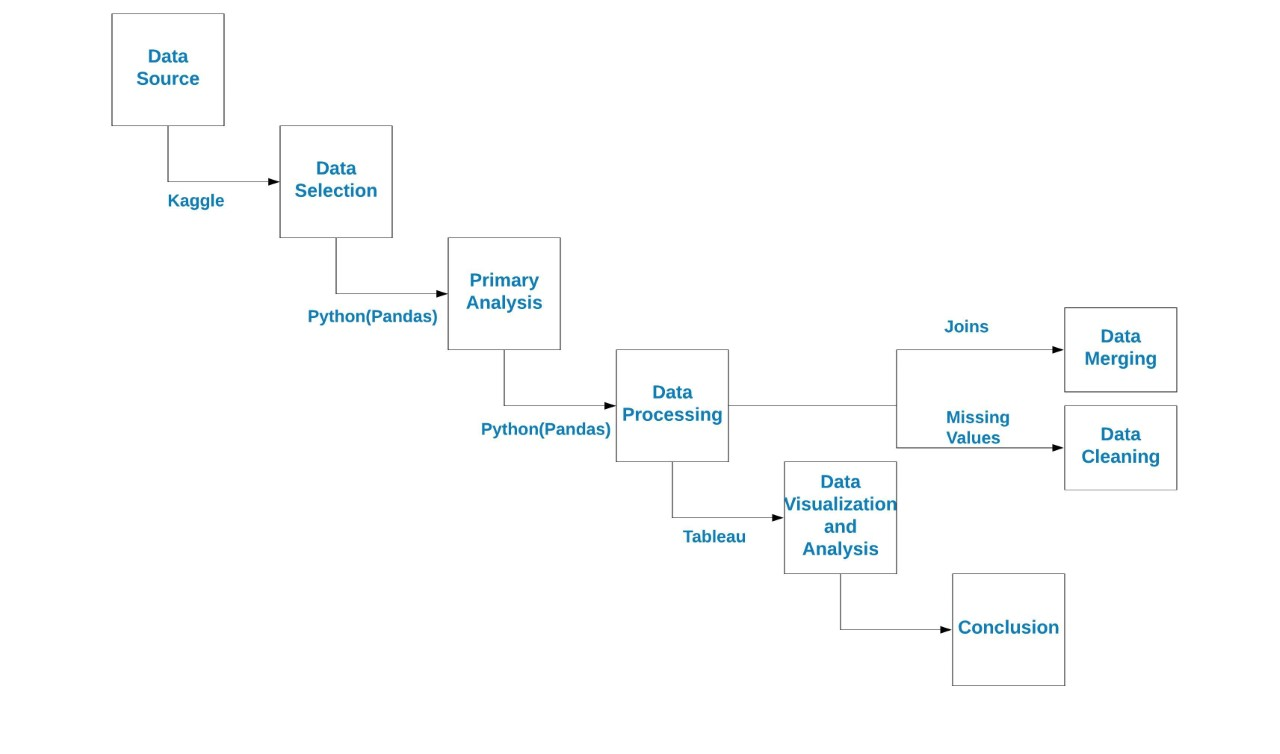 Data
Source
Kaggle
Data
Selection
Python(Pandas)
Primary
Analysis
Python(Pandas)
Data
Processing
Joins
Data
Merging
Missing
Values
Data
Cleaning
Tableau
Data
Visualization
and
Analysis
Conclusion